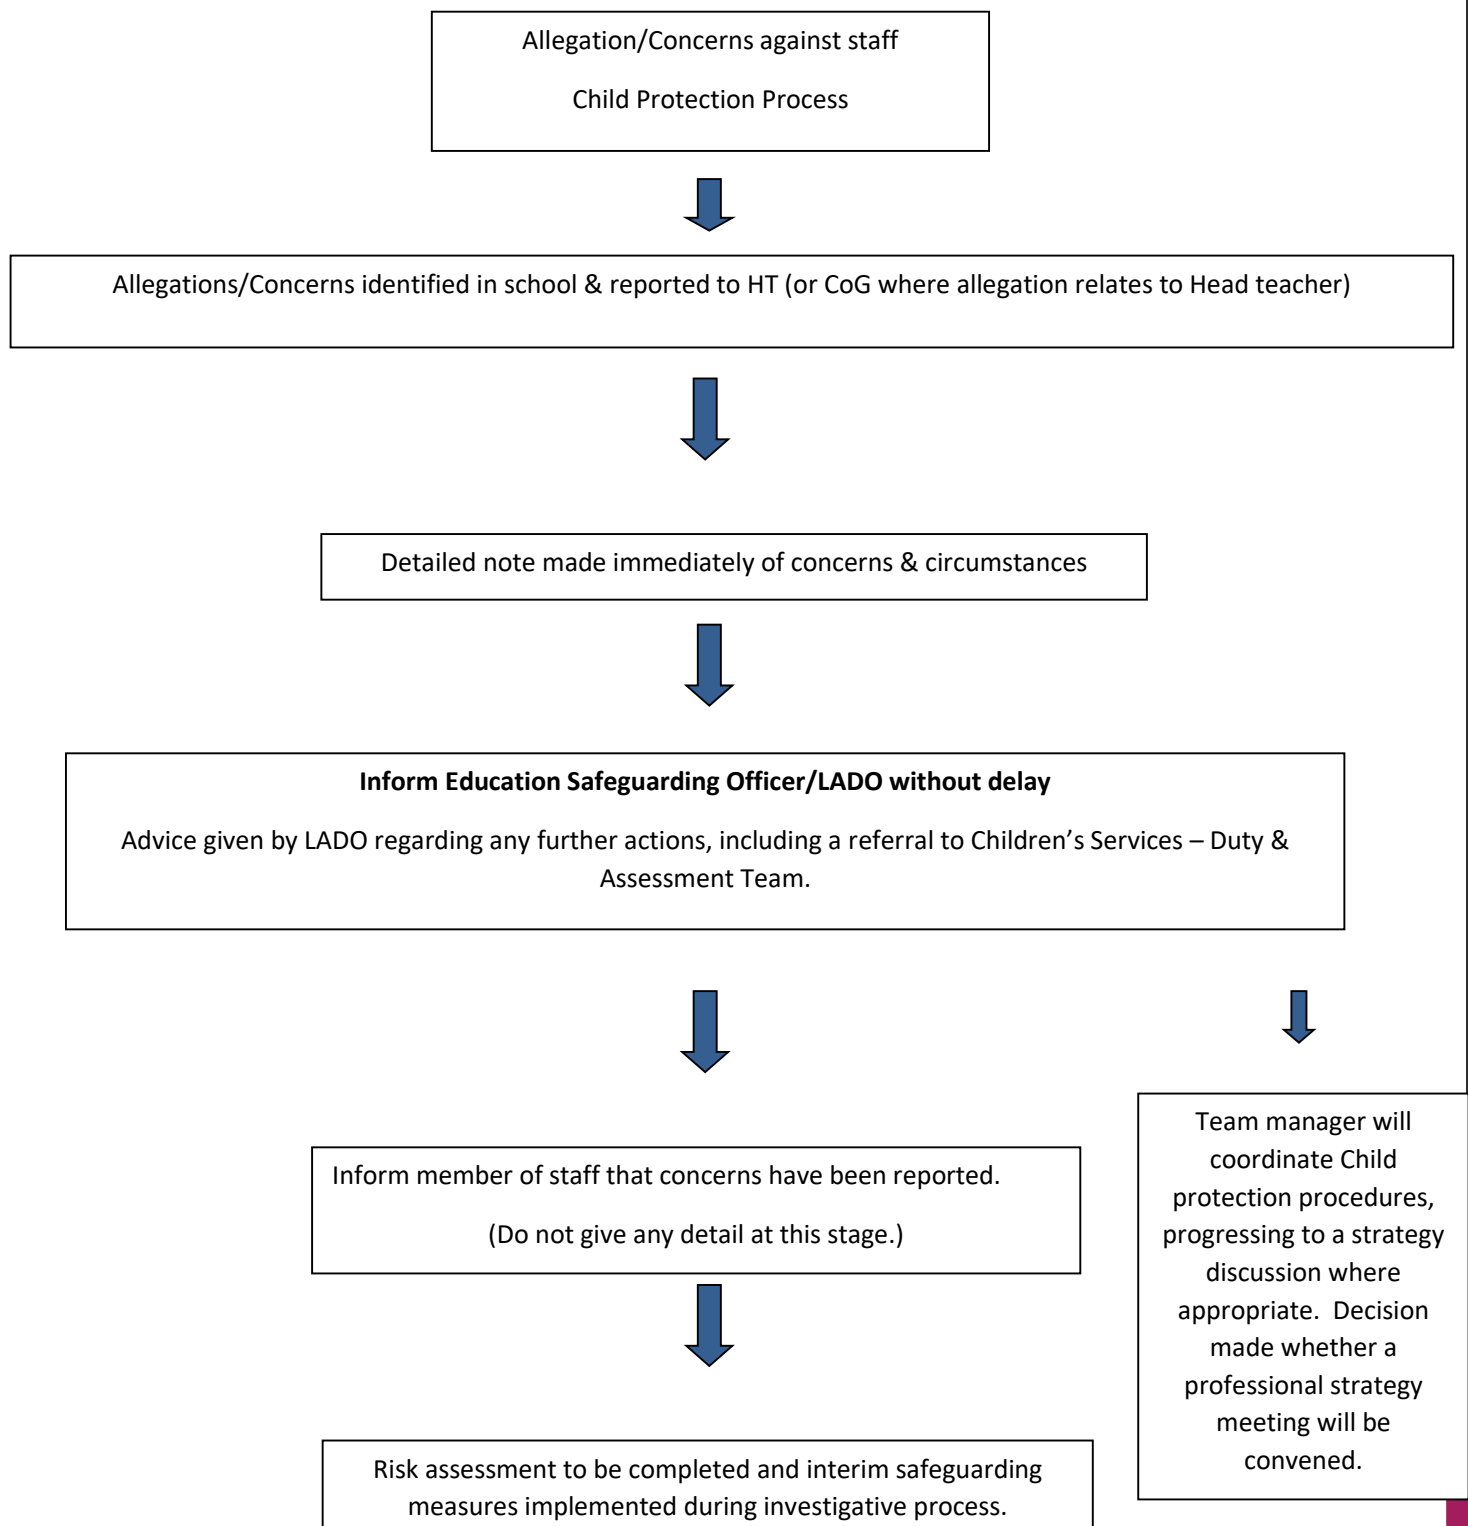 Allegation/Concerns against staff
Child Protection Process
Allegations/Concerns identified in school & reported to HT (or CoG where allegation relates to Head teacher)
Detailed note made immediately of concerns & circumstances
Inform Education Safeguarding Officer/LADO without delay
Advice given by LADO regarding any further actions, including a referral to Children’s Services – Duty &
Assessment Team.
Inform member of staff that concerns have been reported.
(Do not give any detail at this stage.)
Risk assessment to be completed and interim safeguarding
measures implemented during investigative process.
Team manager will
coordinate Child
protection procedures,
progressing to a strategy
discussion where
appropriate.  Decision
made whether a
professional strategy
meeting will be
convened.